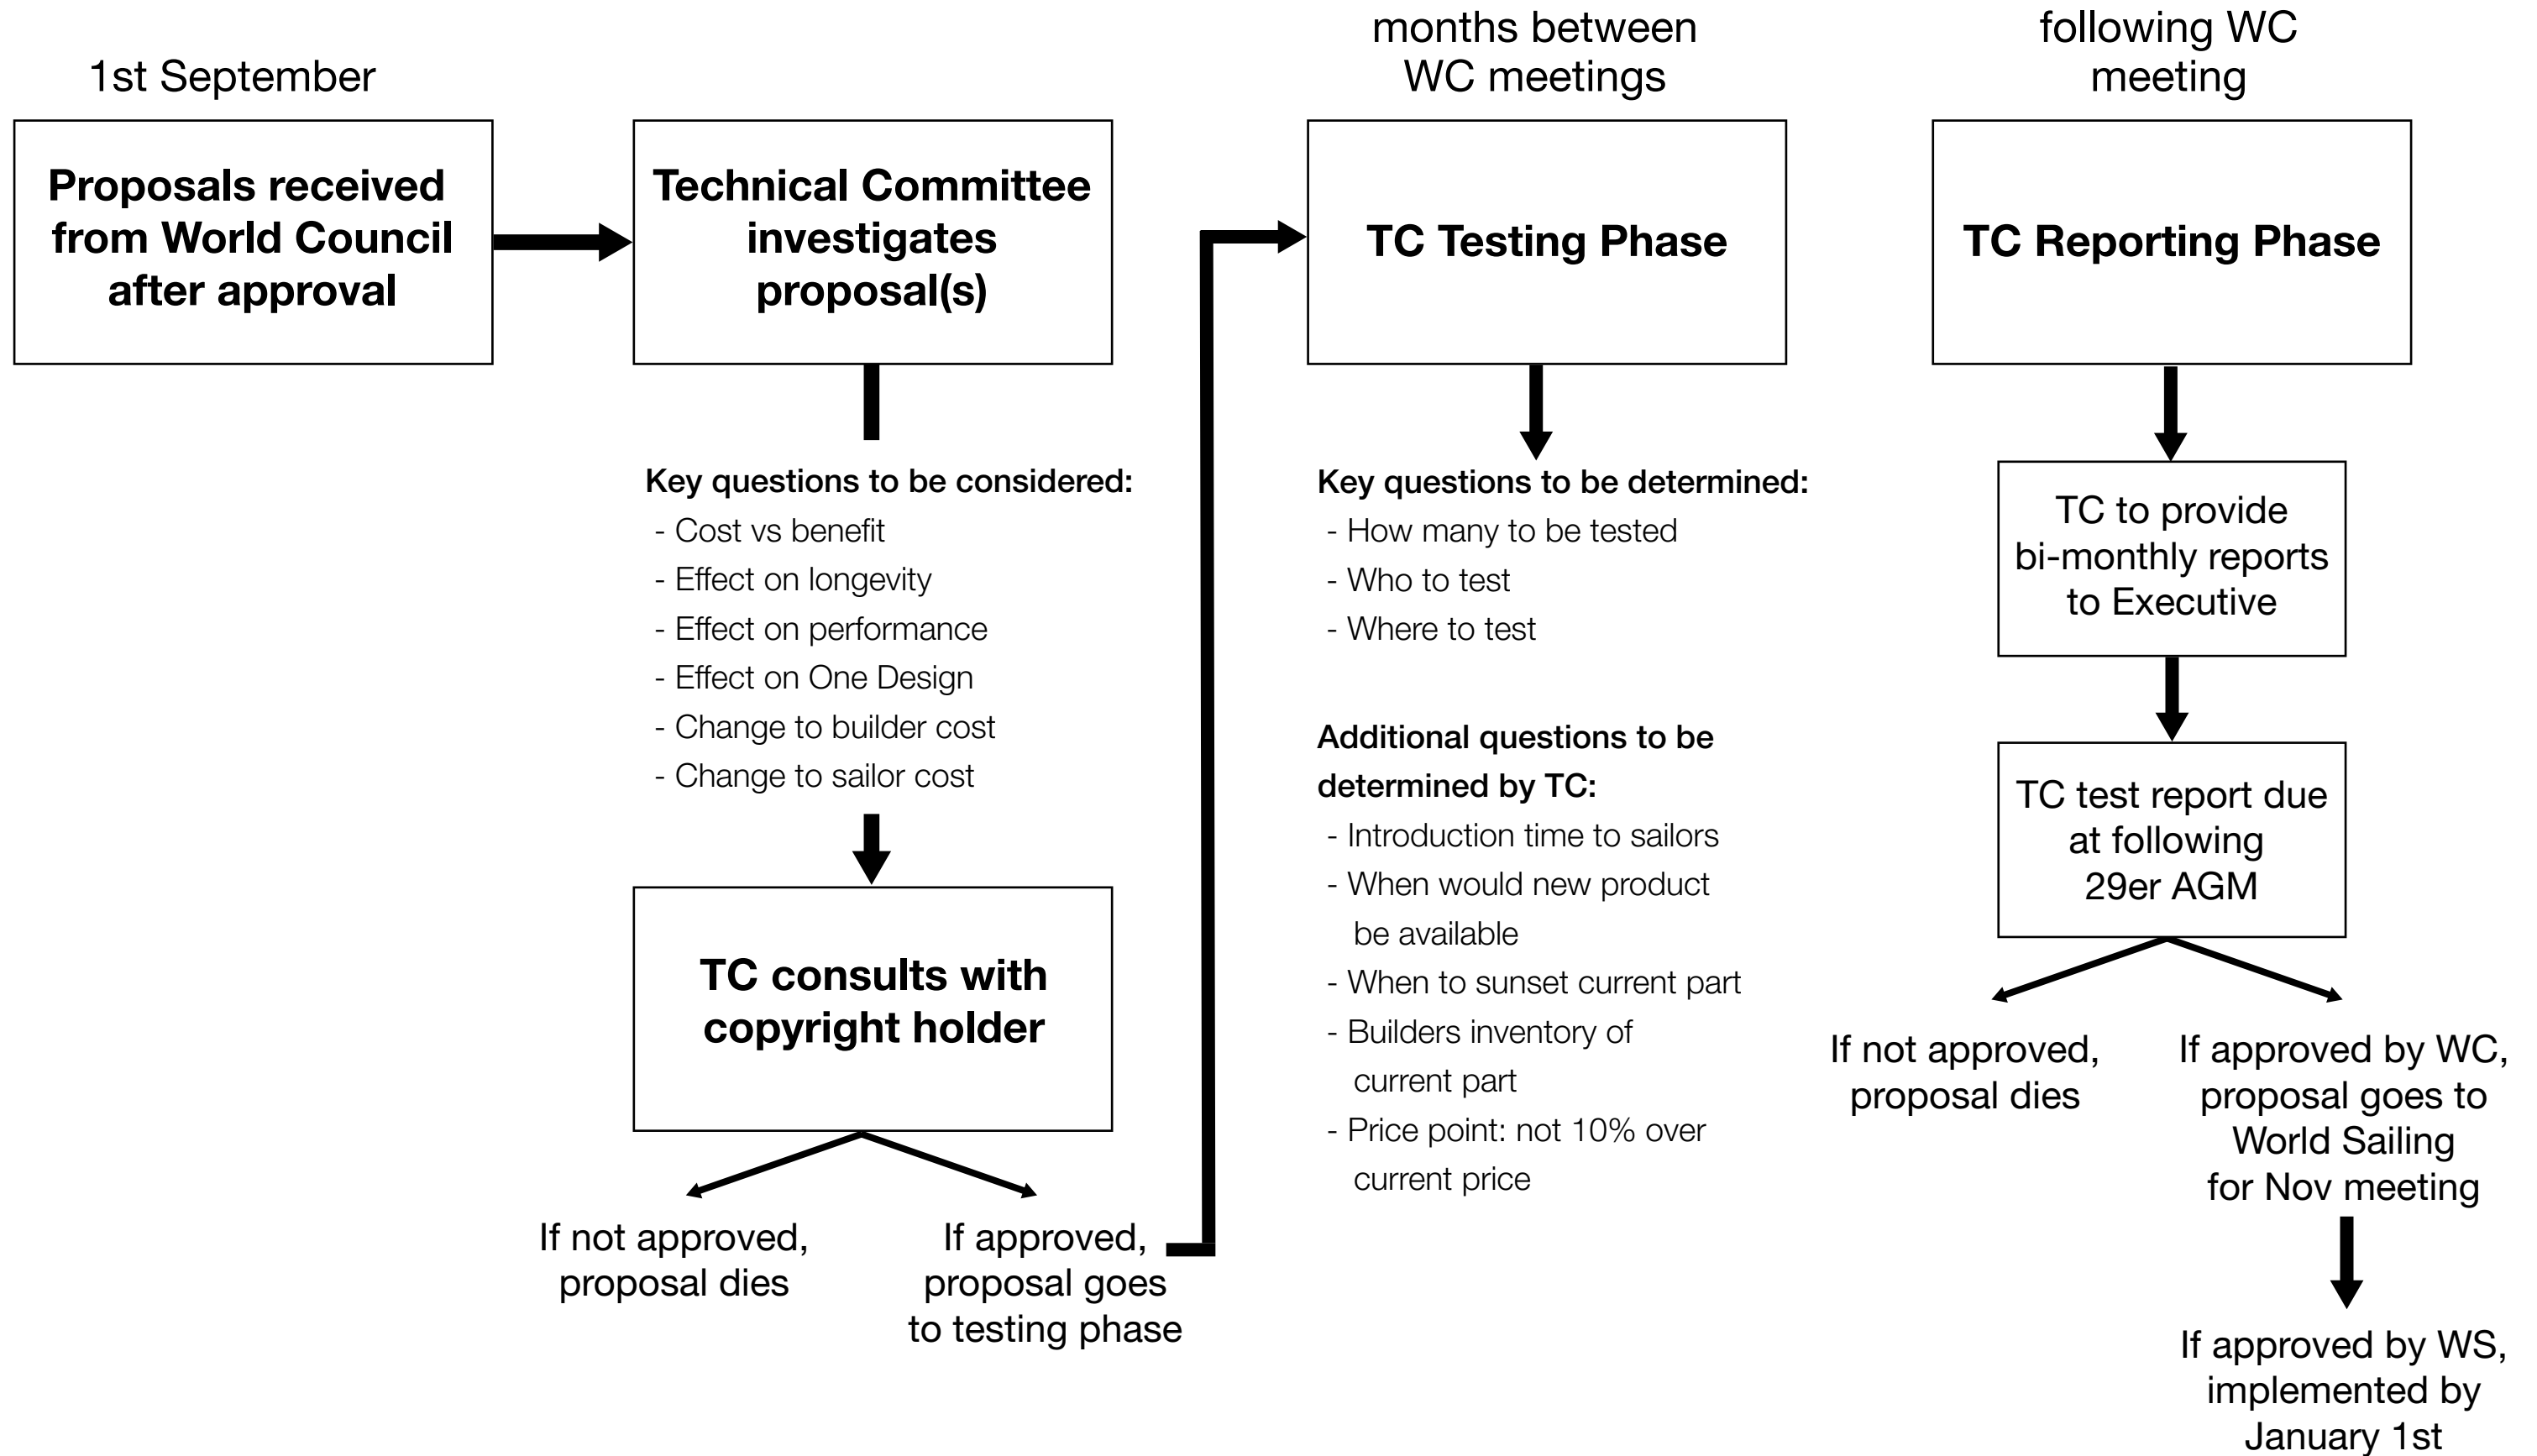 1st September
Proposals received
from World Council
after approval
Technical Committee
investigates
proposal(s)
Key questions to be considered:
- Cost vs benefit
- Effect on longevity
- Effect on performance
- Effect on One Design
- Change to builder cost
- Change to sailor cost
TC consults with
copyright holder
If not approved,
proposal dies
If approved,
proposal goes
to testing phase
months between
WC meetings
TC Testing Phase
Key questions to be determined:
- How many to be tested
- Who to test
- Where to test
Additional questions to be
determined by TC:
- Introduction time to sailors
- When would new product
be available
- When to sunset current part
- Builders inventory of
current part
- Price point: not 10% over
current price
following WC
meeting
TC Reporting Phase
TC to provide
bi-monthly reports
to Executive
TC test report due
at following
29er AGM
If not approved,
proposal dies
If approved by WC,
proposal goes to
World Sailing
for Nov meeting
If approved by WS,
implemented by
January 1st